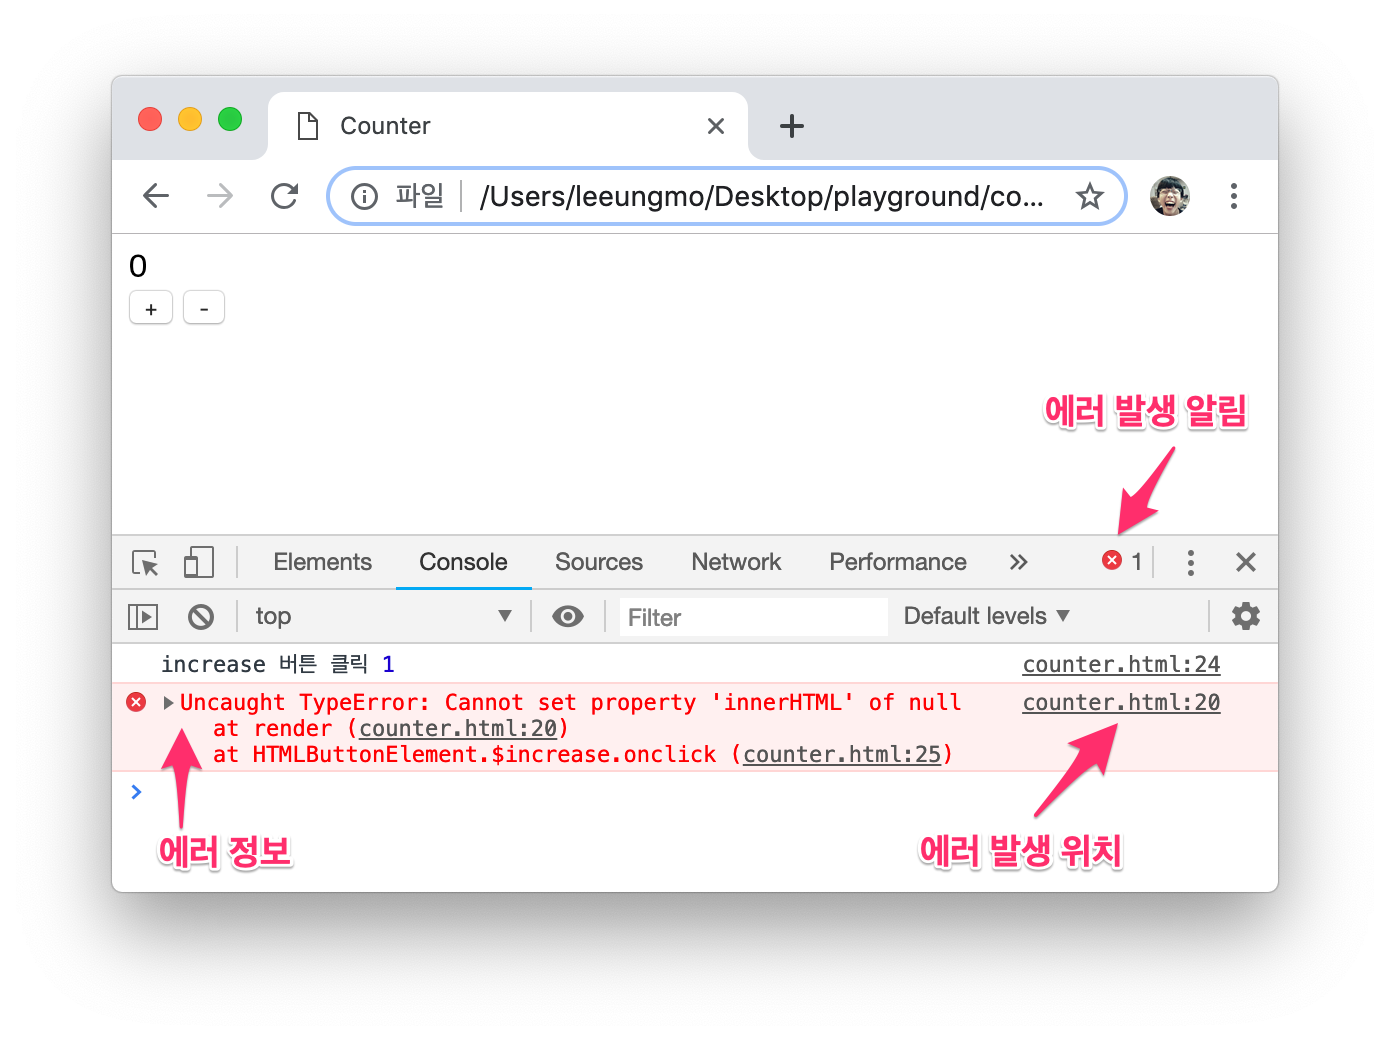 Counter
파일 /Users/leeungmo/Desktop/playground/co...
0
+ -
에러 발생 알림
Elements Console Sources Network Performance » 1
top Filter Default levels
increase 버튼 클릭 1 counter.html:24
Uncaught TypeError: Cannot set property 'innerHTML' of null counter.html:20
at render (counter.html:20)
at HTMLButtonElement.$increase.onclick (counter.html:25)
에러 정보 에러 발생 위치